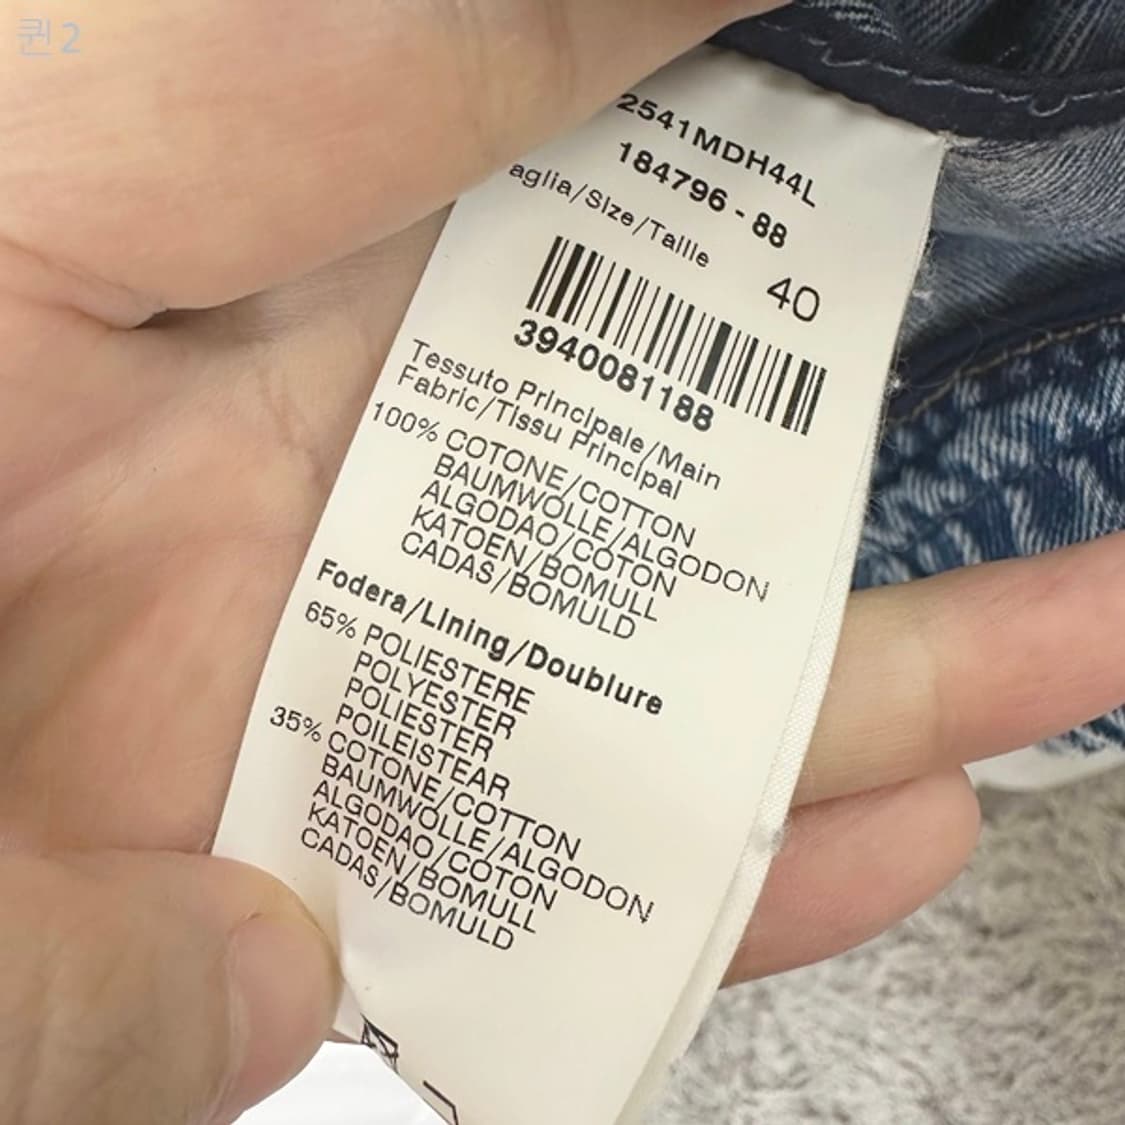 퀸2
2541MDH44L
184796 - 88
aglia/Size/Taille
40
3940081188
Tessuto Principale/Main
Fabric/Tissu Principal
100% COTONE/COTTON
BAUMWOLLE/ALGODON
ALGODAO/COTON
KATOEN/BOMULL
CADAS/BOMULD
Fodera/Lining/Doublure
65% POLIESTERE
POLYESTER
POLIESTER
POILEISTEAR
35% COTONE/COTTON
BAUMWOLLE/ALGODON
ALGODAO/COTON
KATOEN/BOMULL
CADAS/BOMULD